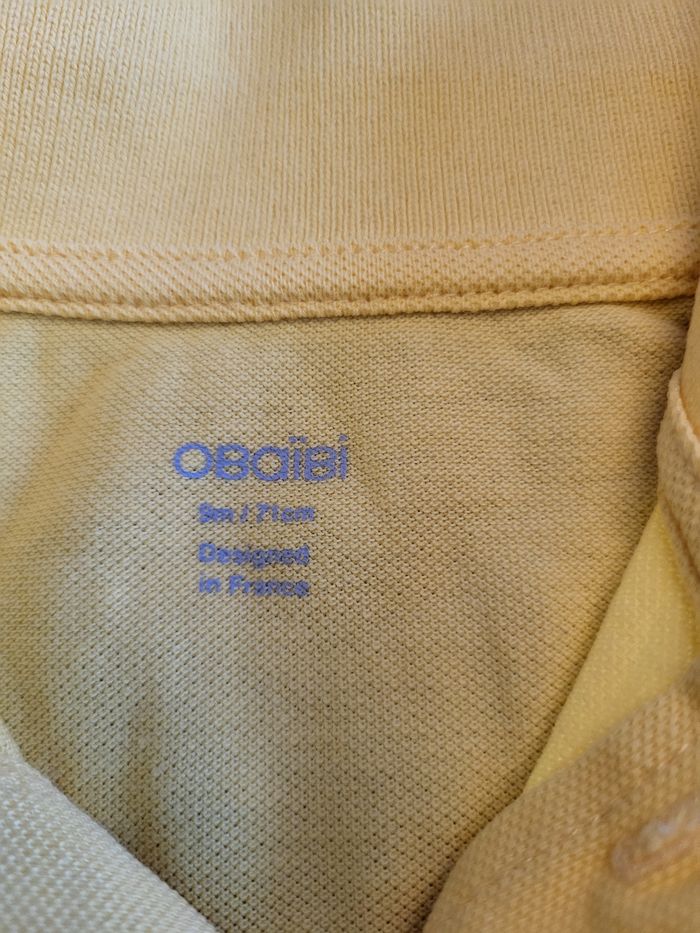 OBaïBi
9m / 71cm
Designed
in France